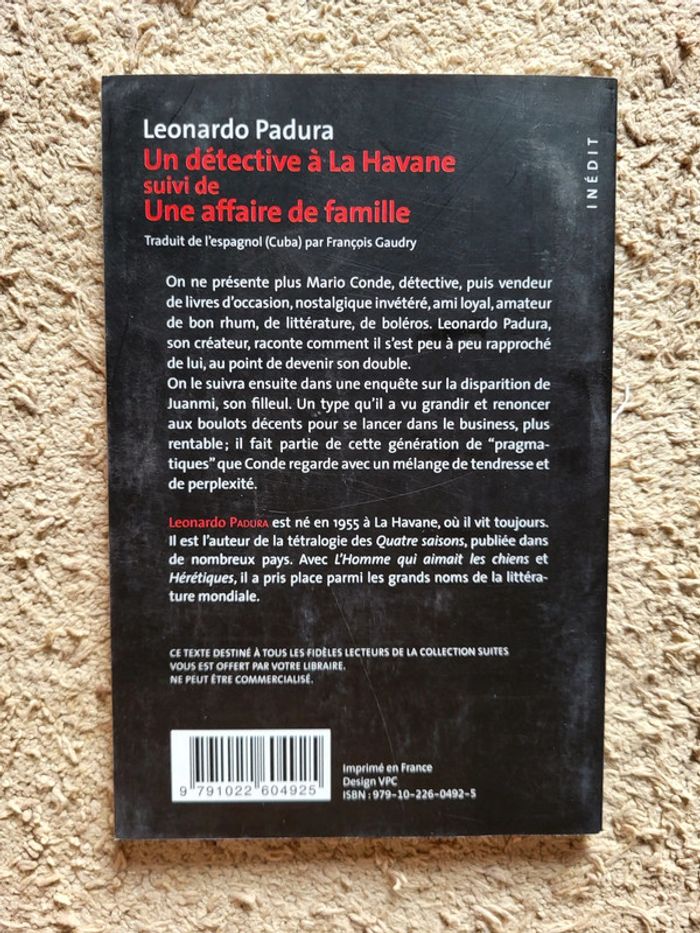 Leonardo Padura
Un détective à La Havane
suivi de
Une affaire de famille
Traduit de l'espagnol (Cuba) par François Gaudry
INÉDIT
On ne présente plus Mario Conde, détective, puis vendeur
de livres d'occasion, nostalgique invétéré, ami loyal, amateur
de bon rhum, de littérature, de boléros. Leonardo Padura,
son créateur, raconte comment il s'est peu à peu rapproché
de lui, au point de devenir son double.
On le suivra ensuite dans une enquête sur la disparition de
Juanmi, son filleul. Un type qu'il a vu grandir et renoncer
aux boulots décents pour se lancer dans le business, plus
rentable ; il fait partie de cette génération de “pragma-
tiques” que Conde regarde avec un mélange de tendresse et
de perplexité.
Leonardo PADURA est né en 1955 à La Havane, où il vit toujours.
Il est l'auteur de la tétralogie des Quatre saisons, publiée dans
de nombreux pays. Avec L'Homme qui aimait les chiens et
Hérétiques, il a pris place parmi les grands noms de la littéra-
ture mondiale.
CE TEXTE DESTINÉ À TOUS LES FIDÈLES LECTEURS DE LA COLLECTION SUITES
VOUS EST OFFERT PAR VOTRE LIBRAIRE.
NE PEUT ÊTRE COMMERCIALISÉ.
9 791022 604925
Imprimé en France
Design VPC
ISBN : 979-10-226-0492-5